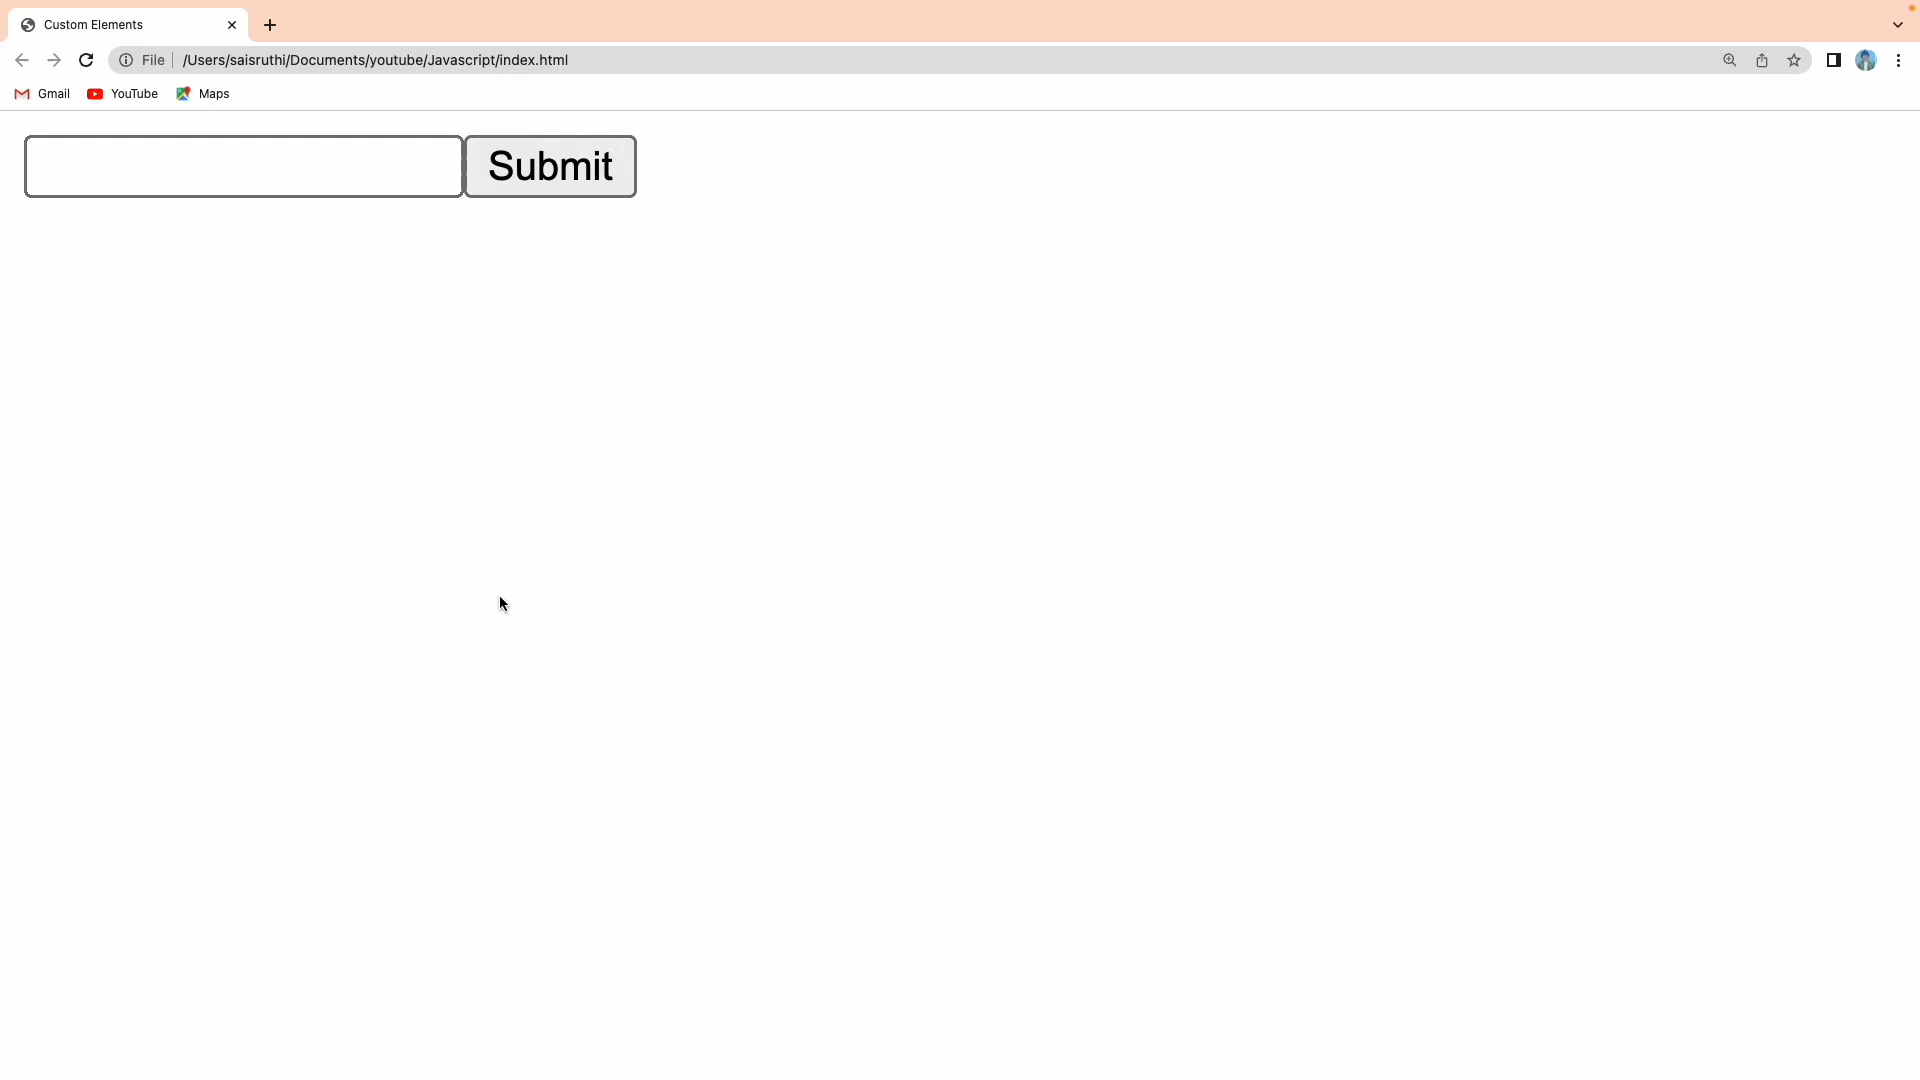 Custom Elements
File /Users/saisruthi/Documents/youtube/Javascript/index.html
Gmail YouTube Maps
Submit